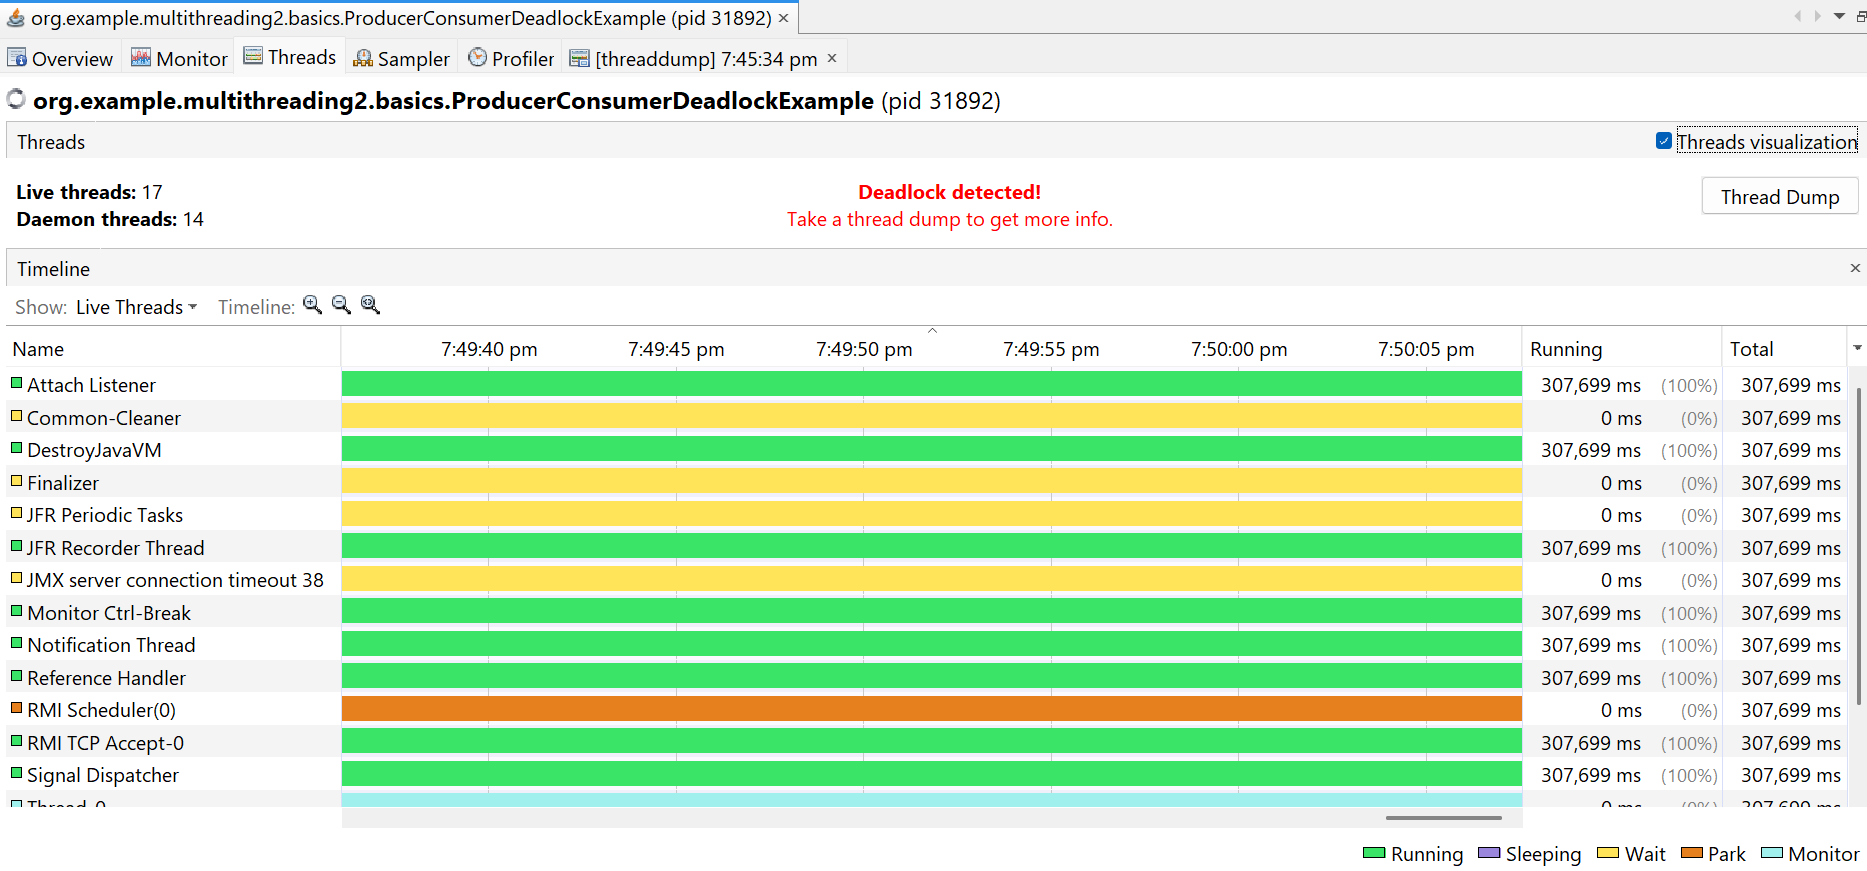 org.example.multithreading2.basics.ProducerConsumerDeadlockExample (pid 31892) ×
Overview Monitor Threads Sampler Profiler [threaddump] 7:45:34 pm ×
org.example.multithreading2.basics.ProducerConsumerDeadlockExample (pid 31892)
Threads Threads visualization
Live threads: 17
Daemon threads: 14
Deadlock detected!
Take a thread dump to get more info.
Thread Dump
Timeline ×
Show: Live Threads Timeline:
Name 7:49:40 pm 7:49:45 pm 7:49:50 pm 7:49:55 pm 7:50:00 pm 7:50:05 pm Running Total
Attach Listener 307,699 ms (100%) 307,699 ms
Common-Cleaner 0 ms (0%) 307,699 ms
DestroyJavaVM 307,699 ms (100%) 307,699 ms
Finalizer 0 ms (0%) 307,699 ms
JFR Periodic Tasks 0 ms (0%) 307,699 ms
JFR Recorder Thread 307,699 ms (100%) 307,699 ms
JMX server connection timeout 38 0 ms (0%) 307,699 ms
Monitor Ctrl-Break 307,699 ms (100%) 307,699 ms
Notification Thread 307,699 ms (100%) 307,699 ms
Reference Handler 307,699 ms (100%) 307,699 ms
RMI Scheduler(0) 0 ms (0%) 307,699 ms
RMI TCP Accept-0 307,699 ms (100%) 307,699 ms
Signal Dispatcher 307,699 ms (100%) 307,699 ms
Thread-0 0 ms (0%) 307,699 ms
Running Sleeping Wait Park Monitor